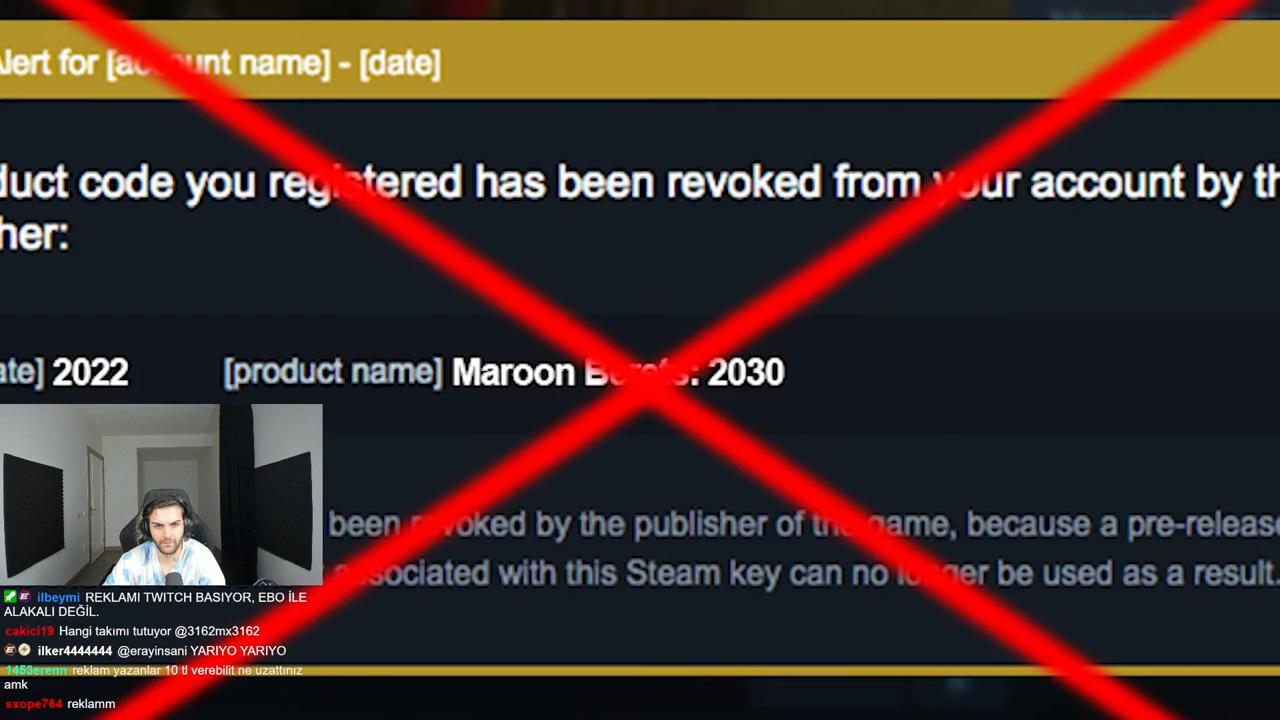 Alert for [account name] - [date]
duct code you registered has been revoked from your account by th
her:
ate] 2022 [product name] Maroon Berets: 2030
been revoked by the publisher of the game, because a pre-release
associated with this Steam key can no longer be used as a result.
ilbeymi REKLAMI TWITCH BASIYOR, EBO İLE
ALAKALI DEĞİL.
cakici19 Hangi takımı tutuyor @3162mx3162
ilker4444444 @erayinsani YARIYO YARIYO
1453erenn reklam yazanlar 10 tl verebilit ne uzattınız
amk
sxope764 reklamm